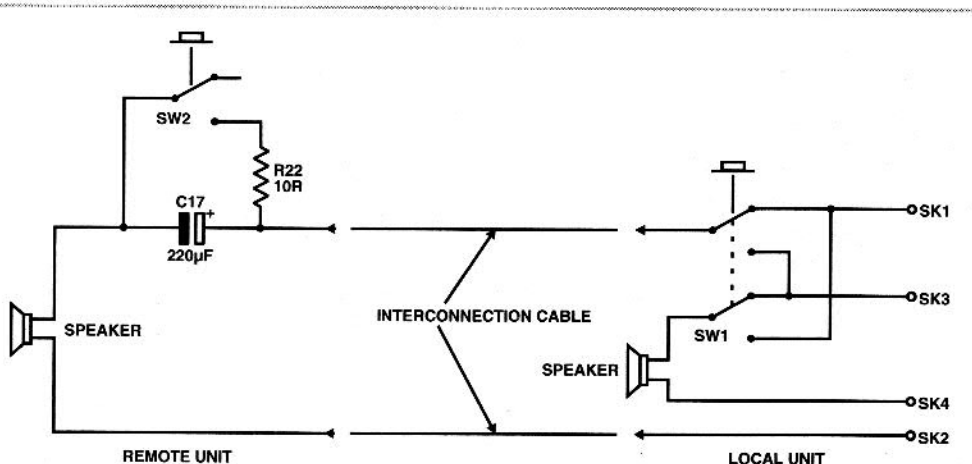 SW2
R22
10R
C17
+
220µF
SPEAKER
REMOTE UNIT
INTERCONNECTION CABLE
SK1
SK3
SW1
SPEAKER
SK4
SK2
LOCAL UNIT